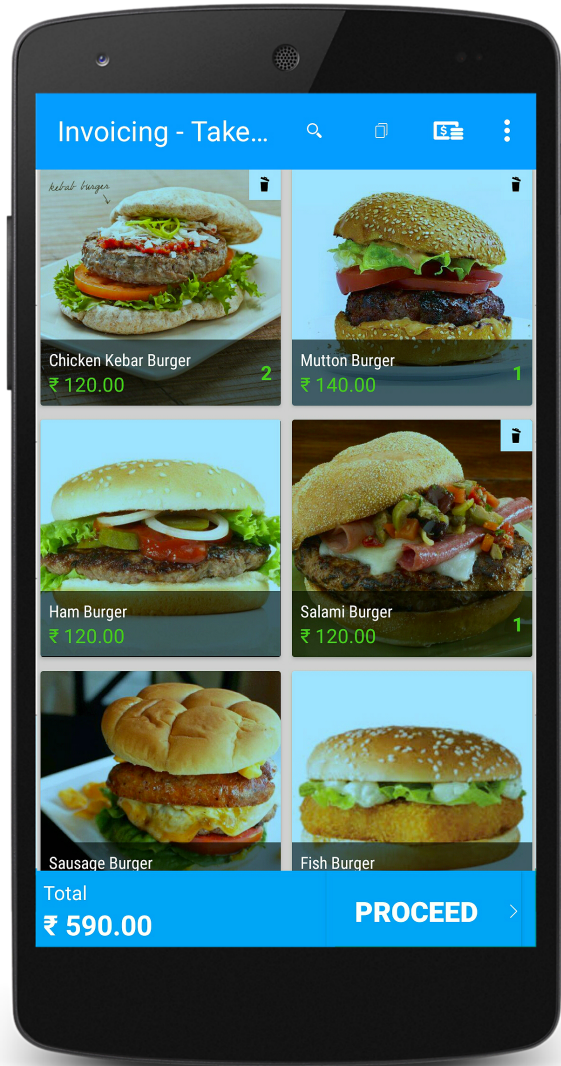 Invoicing - Take...
kebab burger
Chicken Kebar Burger
₹ 120.00
2
Mutton Burger
₹ 140.00
1
Ham Burger
₹ 120.00
Salami Burger
₹ 120.00
1
Sausage Burger
Fish Burger
Total
₹ 590.00
PROCEED